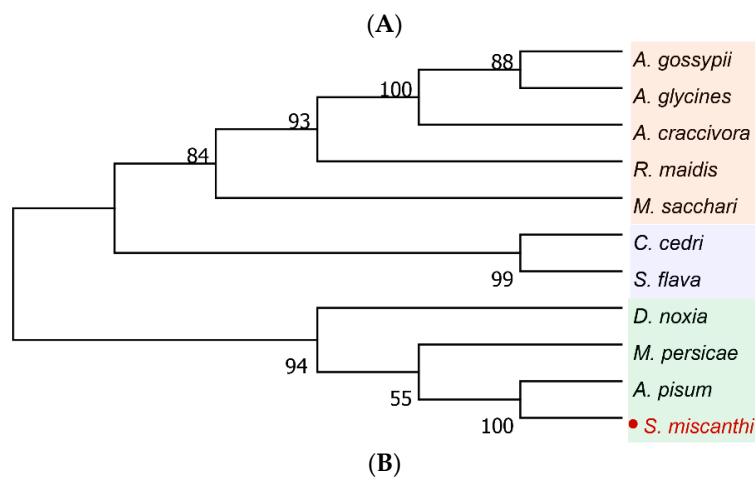 (A)
88
A. gossypii
A. glycines
100
A. craccivora
93
R. maidis
84
M. sacchari
C. cedri
99
S. flava
D. noxia
94
M. persicae
55
A. pisum
100
S. miscanthi
(B)